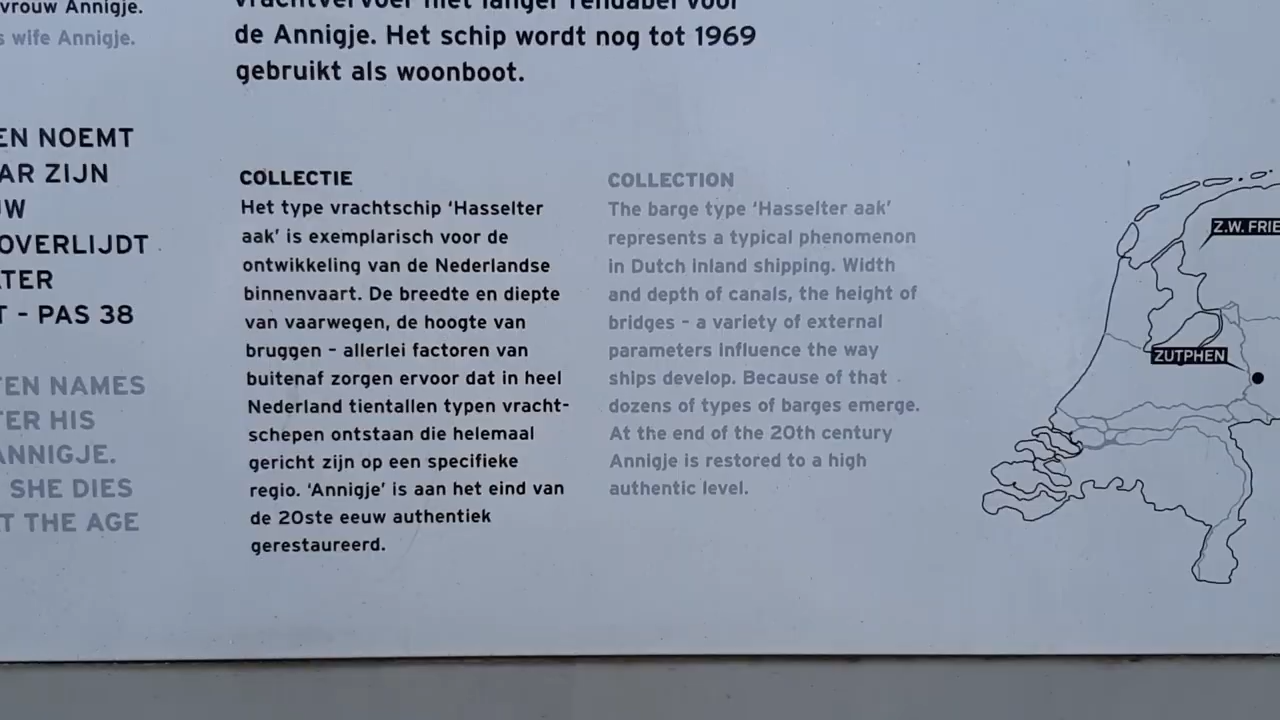 vrouw Annigje.
s wife Annigje.
EN NOEMT
AR ZIJN
UW
OVERLIJDT
TER
T - PAS 38
TEN NAMES
TER HIS
ANNIGJE.
SHE DIES
T THE AGE
vrachtvervoer niet langer rendabel voor
de Annigje. Het schip wordt nog tot 1969
gebruikt als woonboot.
COLLECTIE
Het type vrachtschip ‘Hasselter
aak’ is exemplarisch voor de
ontwikkeling van de Nederlandse
binnenvaart. De breedte en diepte
van vaarwegen, de hoogte van
bruggen - allerlei factoren van
buitenaf zorgen ervoor dat in heel
Nederland tientallen typen vracht-
schepen ontstaan die helemaal
gericht zijn op een specifieke
regio. ‘Annigje’ is aan het eind van
de 20ste eeuw authentiek
gerestaureerd.
COLLECTION
The barge type ‘Hasselter aak’
represents a typical phenomenon
in Dutch inland shipping. Width
and depth of canals, the height of
bridges - a variety of external
parameters influence the way
ships develop. Because of that
dozens of types of barges emerge.
At the end of the 20th century
Annigje is restored to a high
authentic level.
Z.W. FRIE
ZUTPHEN